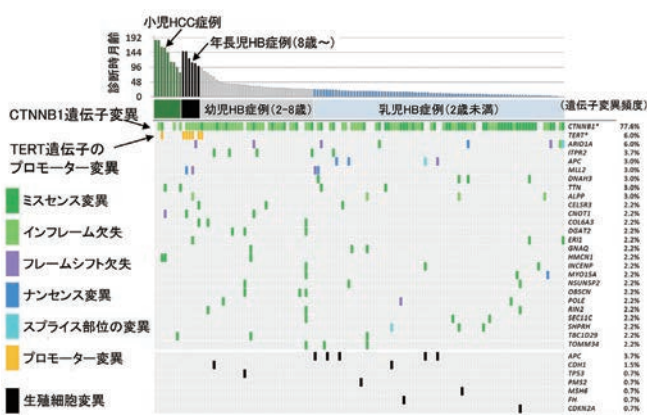 小児HCC症例
年長児HB症例(8歳〜)
診断時月齢
192
160
128
96
64
32
0
CTNNB1遺伝子変異
幼児HB症例(2-8歳)
乳児HB症例(2歳未満)
(遺伝子変異頻度)
TERT遺伝子の
プロモーター変異
ミスセンス変異
インフレーム欠失
フレームシフト欠失
ナンセンス変異
スプライス部位の変異
プロモーター変異
生殖細胞変異
CTNNB1* 77.6%
TERT* 6.0%
ARID1A 6.0%
ITPR2 3.7%
APC 3.0%
MLL2 3.0%
DNAH3 3.0%
TTN 3.0%
ALPP 3.0%
CELSR3 2.2%
CNOT1 2.2%
COL6A3 2.2%
DGAT2 2.2%
ERI1 2.2%
GNAQ 2.2%
HMCN1 2.2%
INCENP 2.2%
MYO15A 2.2%
NSUN5P2 2.2%
OBSCN 2.2%
POLE 2.2%
RIN2 2.2%
SEC11C 2.2%
SHPRH 2.2%
TBC1D29 2.2%
TOMM34 2.2%
APC 3.7%
CDH1 1.5%
TP53 0.7%
PMS2 0.7%
MSH6 0.7%
FH 0.7%
CDKN2A 0.7%